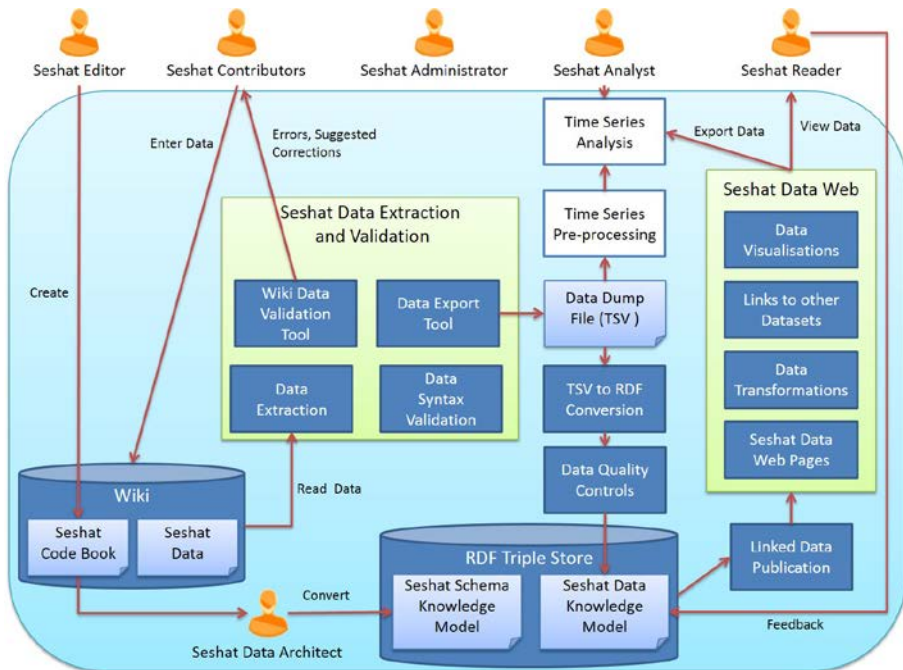 Seshat Editor
Seshat Contributors
Seshat Administrator
Seshat Analyst
Seshat Reader
Enter Data
Errors, Suggested
Corrections
Time Series
Analysis
Export Data
View Data
Seshat Data Extraction
and Validation
Time Series
Pre-processing
Seshat Data Web
Data
Visualisations
Create
Wiki Data
Validation
Tool
Data Export
Tool
Data Dump
File (TSV )
Links to other
Datasets
Data
Extraction
Data
Syntax
Validation
TSV to RDF
Conversion
Data
Transformations
Seshat Data
Web Pages
Wiki
Read Data
Data Quality
Controls
Seshat
Code Book
Seshat
Data
RDF Triple Store
Linked Data
Publication
Seshat Schema
Knowledge
Model
Seshat Data
Knowledge
Model
Convert
Feedback
Seshat Data Architect